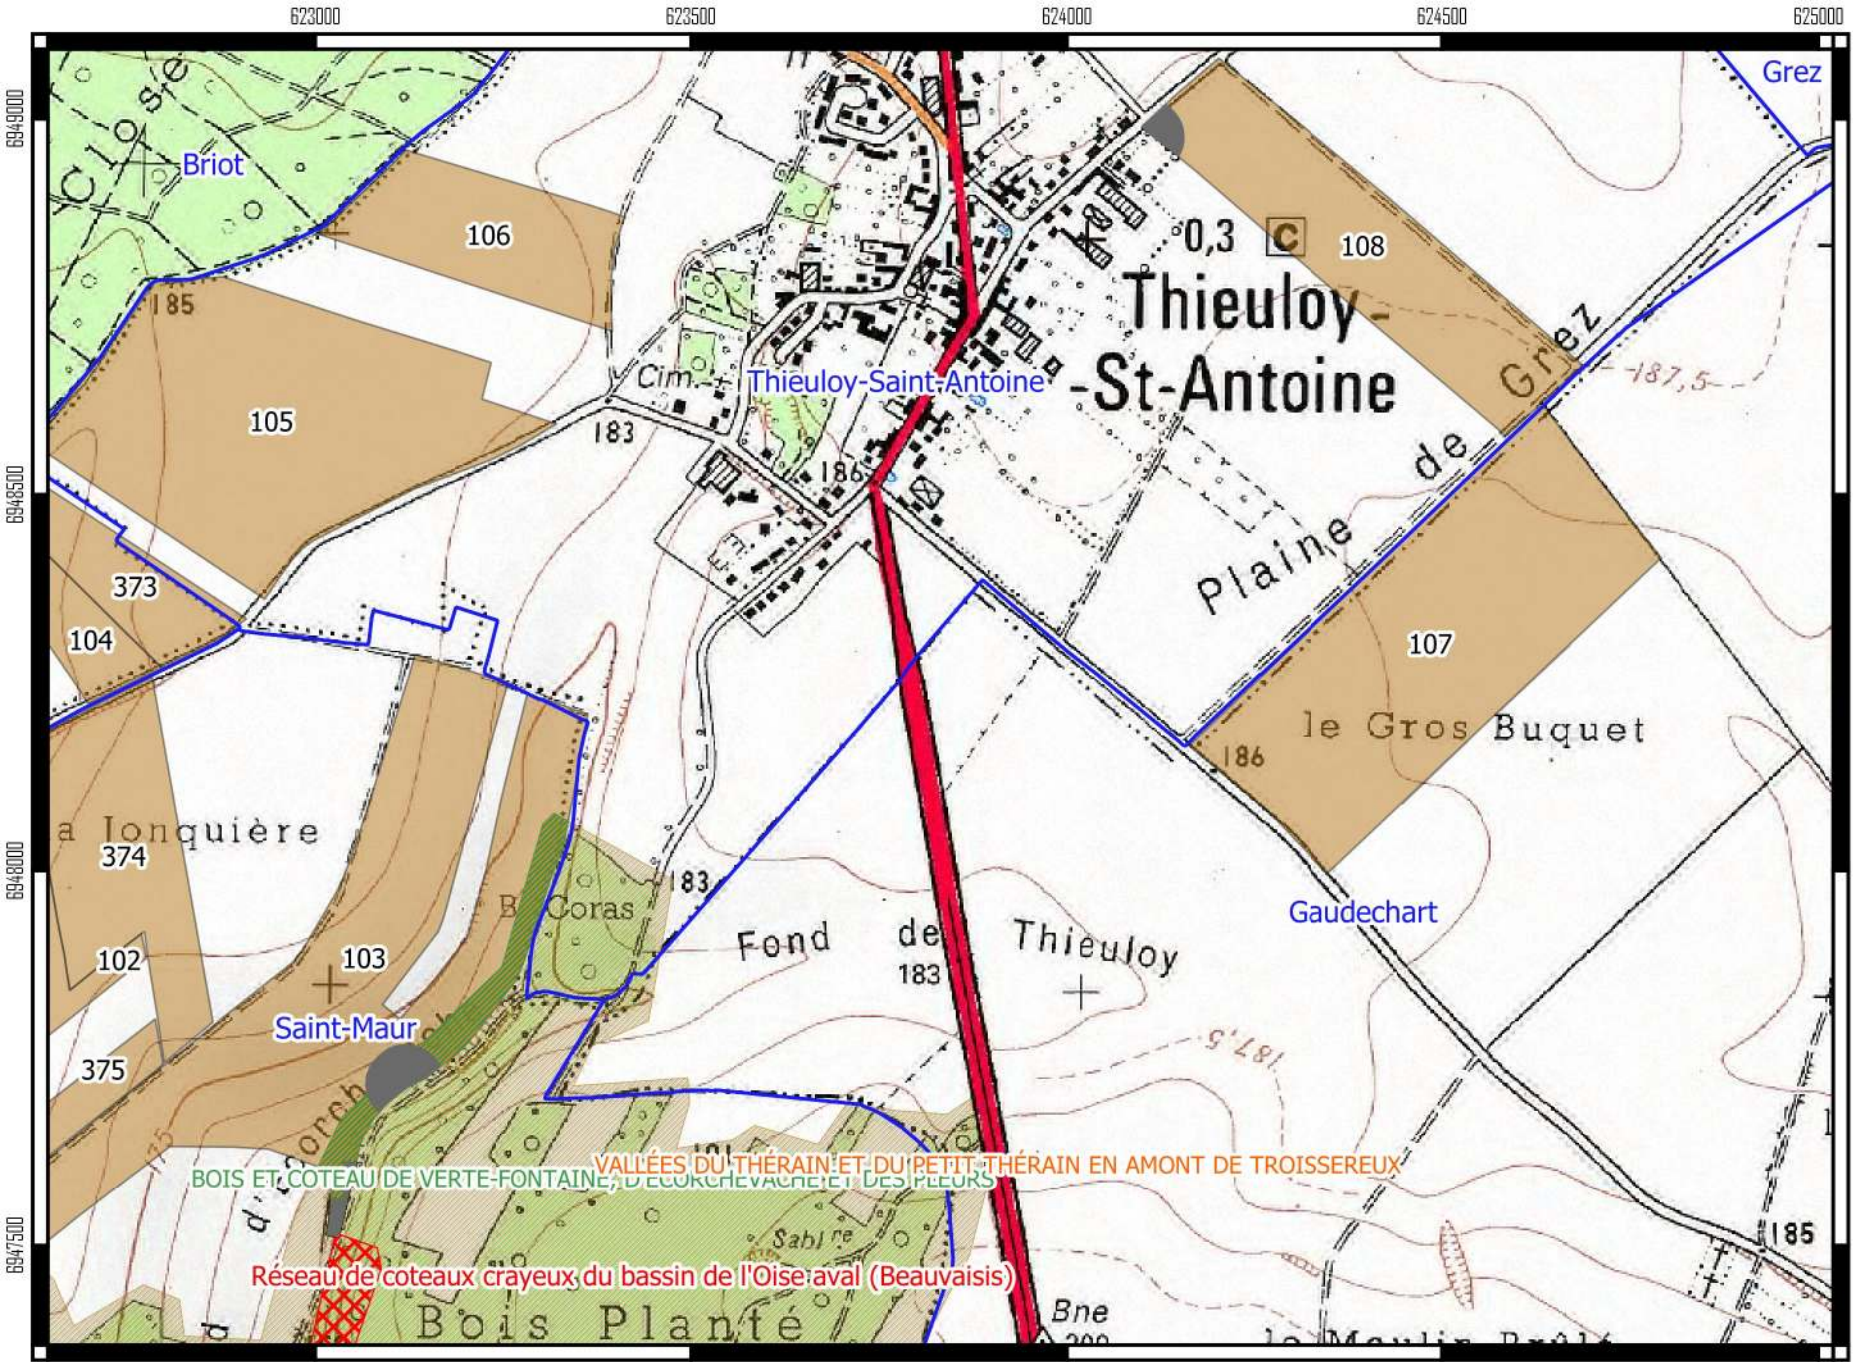 623000 623500 624000 624500 625000
6949000
6948500
6948000
6947500
Grez
Close
Briot
106
0,3 C
108
Thieuloy-
-St-Antoine
185
Cim.
Thieuloy-Saint-Antoine
187,5
105
183
186
Plaine de Grez
373
104
107
le Gros Buquet
186
a Jonquière
374
183
B. Coras
Gaudechart
Fond de Thieuloy
183
102
103
Saint-Maur
375
187,5
VALLÉES DU THÉRAIN ET DU PETIT THÉRAIN EN AMONT DE TROISSEREUX
BOIS ET COTEAU DE VERTE-FONTAINE, D'ECORCHEVACHE ET DES PLEURS
Sablre
185
Réseau de coteaux crayeux du bassin de l'Oise aval (Beauvaisis)
Bois Planté
Bne